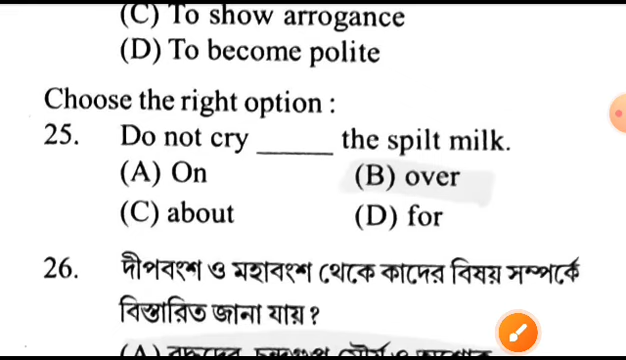 (C) To show arrogance
(D) To become polite
Choose the right option :
25. Do not cry ______ the spilt milk.
(A) On (B) over
(C) about (D) for
26. দীপবংশ ও মহাবংশ থেকে কাদের বিষয় সম্পর্কে
বিস্তারিত জানা যায় ?
(A)